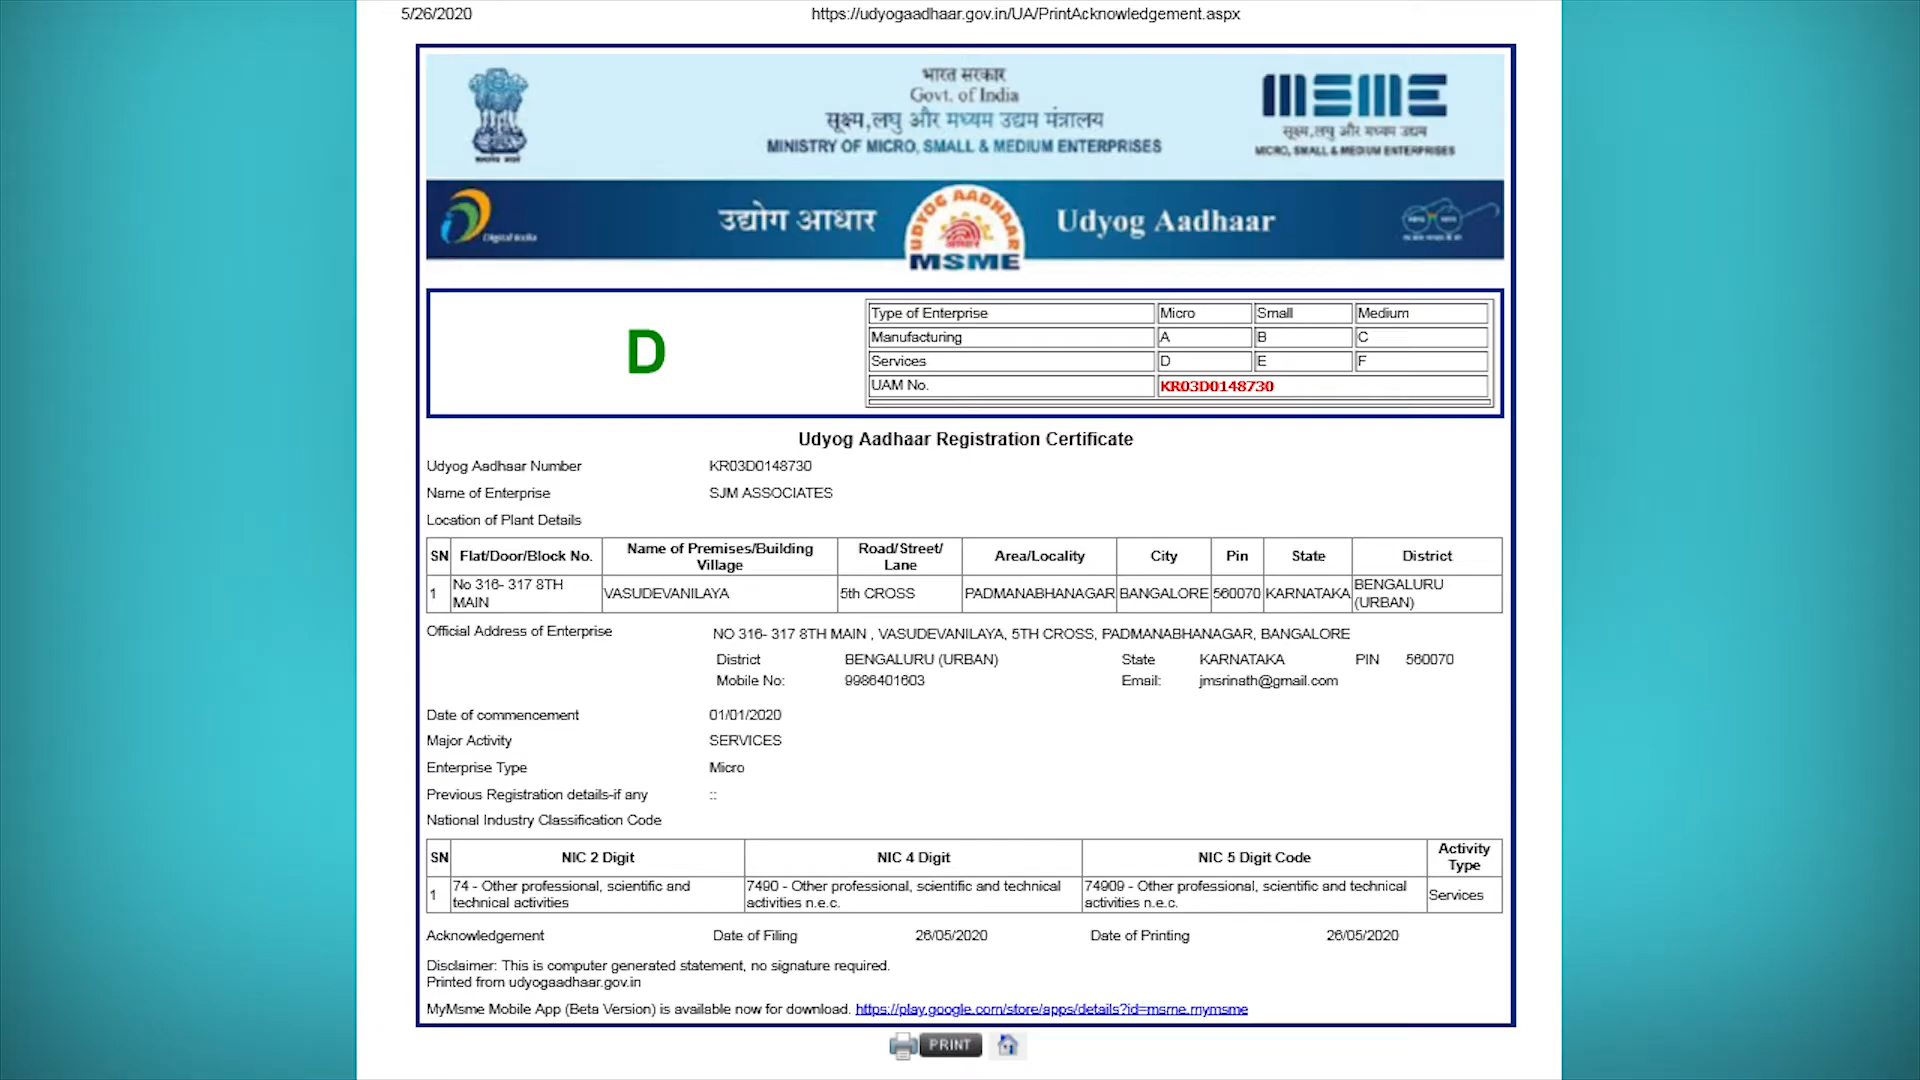 5/26/2020 https://udyogaadhaar.gov.in/UA/PrintAcknowledgement.aspx
भारत सरकार
Govt. of India
सूक्ष्म,लघु और मध्यम उद्यम मंत्रालय
MINISTRY OF MICRO, SMALL & MEDIUM ENTERPRISES
MSME
सूक्ष्म,लघु और मध्यम उद्यम
MICRO, SMALL & MEDIUM ENTERPRISES
Digital India
उद्योग आधार
UDYOG AADHAAR
MSME
Udyog Aadhaar
D
Type of Enterprise Micro Small Medium
Manufacturing A B C
Services D E F
UAM No. KR03D0148730
Udyog Aadhaar Registration Certificate
Udyog Aadhaar Number KR03D0148730
Name of Enterprise SJM ASSOCIATES
Location of Plant Details
SN Flat/Door/Block No. Name of Premises/Building Village Road/Street/ Lane Area/Locality City Pin State District
1 No 316- 317 8TH MAIN VASUDEVANILAYA 5th CROSS PADMANABHANAGAR BANGALORE 560070 KARNATAKA BENGALURU (URBAN)
Official Address of Enterprise NO 316- 317 8TH MAIN , VASUDEVANILAYA, 5TH CROSS, PADMANABHANAGAR, BANGALORE
District BENGALURU (URBAN) State KARNATAKA PIN 560070
Mobile No: 9986401603 Email: jmsrinath@gmail.com
Date of commencement 01/01/2020
Major Activity SERVICES
Enterprise Type Micro
Previous Registration details-if any ::
National Industry Classification Code
SN NIC 2 Digit NIC 4 Digit NIC 5 Digit Code Activity Type
1 74 - Other professional, scientific and technical activities 7490 - Other professional, scientific and technical activities n.e.c. 74909 - Other professional, scientific and technical activities n.e.c. Services
Acknowledgement Date of Filing 26/05/2020 Date of Printing 26/05/2020
Disclaimer: This is computer generated statement, no signature required.
Printed from udyogaadhaar.gov.in
MyMsme Mobile App (Beta Version) is available now for download. https://play.google.com/store/apps/details?id=msme.mymsme
PRINT